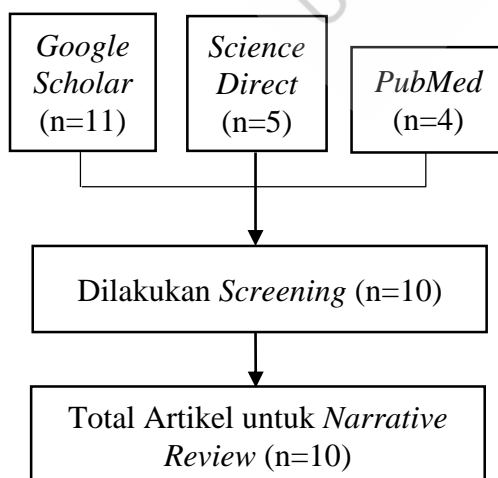 Google
Scholar
(n=11)
Science
Direct
(n=5)
PubMed
(n=4)
Dilakukan Screening (n=10)
Total Artikel untuk Narrative
Review (n=10)